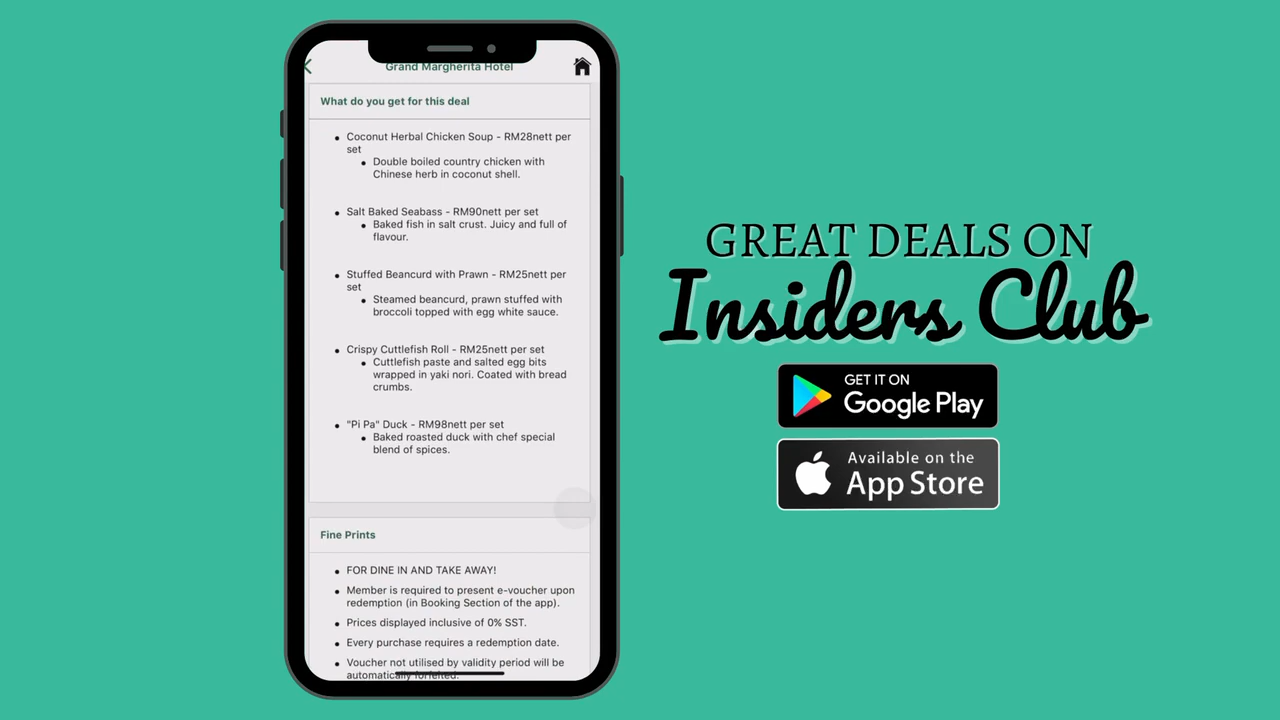 Grand Margherita Hotel
What do you get for this deal
Coconut Herbal Chicken Soup - RM28nett per
set
Double boiled country chicken with
Chinese herb in coconut shell.
Salt Baked Seabass - RM90nett per set
Baked fish in salt crust. Juicy and full of
flavour.
Stuffed Beancurd with Prawn - RM25nett per
set
Steamed beancurd, prawn stuffed with
broccoli topped with egg white sauce.
Crispy Cuttlefish Roll - RM25nett per set
Cuttlefish paste and salted egg bits
wrapped in yaki nori. Coated with bread
crumbs.
"Pi Pa" Duck - RM98nett per set
Baked roasted duck with chef special
blend of spices.
Fine Prints
FOR DINE IN AND TAKE AWAY!
Member is required to present e-voucher upon
redemption (in Booking Section of the app).
Prices displayed inclusive of 0% SST.
Every purchase requires a redemption date.
Voucher not utilised by validity period will be
automatically forfeited.
GREAT DEALS ON
Insiders Club
GET IT ON
Google Play
Available on the
App Store